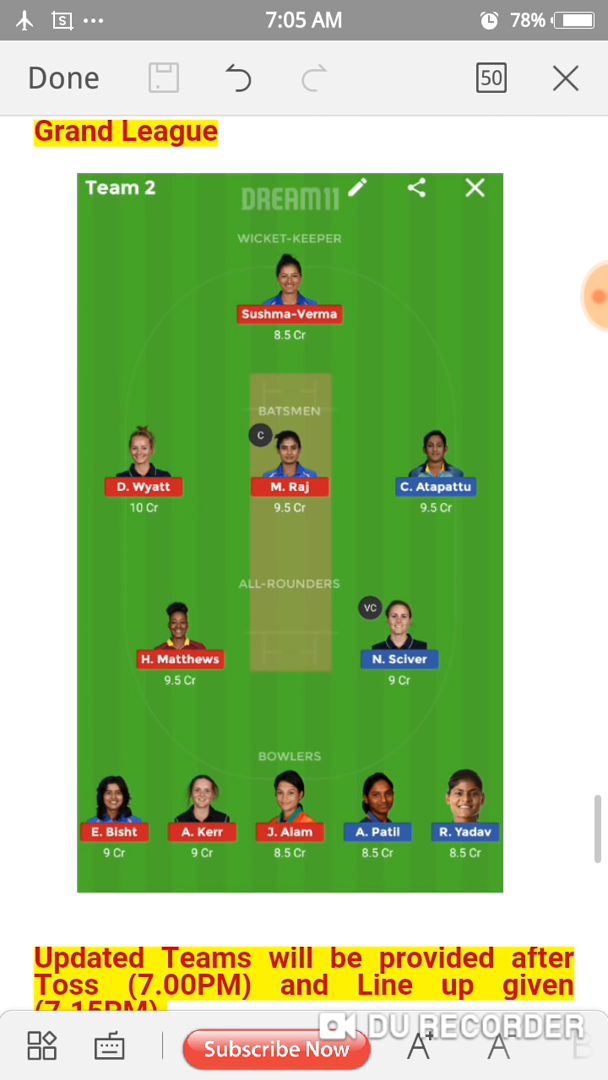 7:05 AM
78%
Done
50
Grand League
Team 2
DREAM11
WICKET-KEEPER
Sushma-Verma
8.5 Cr
BATSMEN
C
D. Wyatt
M. Raj
C. Atapattu
10 Cr
9.5 Cr
9.5 Cr
ALL-ROUNDERS
VC
H. Matthews
N. Sciver
9.5 Cr
9 Cr
BOWLERS
E. Bisht
A. Kerr
J. Alam
A. Patil
R. Yadav
9 Cr
9 Cr
8.5 Cr
8.5 Cr
8.5 Cr
Updated Teams will be provided after
Toss (7.00PM) and Line up given
(7.15PM)
DU RECORDER
Subscribe Now
A+
A-
B